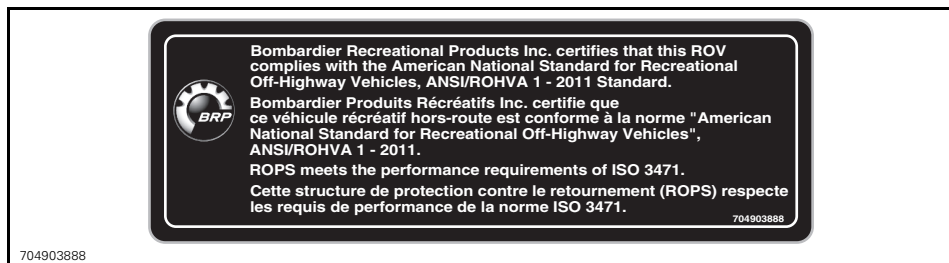 Bombardier Recreational Products Inc. certifies that this ROV
complies with the American National Standard for Recreational
Off-Highway Vehicles, ANSI/ROHVA 1 - 2011 Standard.
Bombardier Produits Récréatifs Inc. certifie que
ce véhicule récréatif hors-route est conforme à la norme "American
National Standard for Recreational Off-Highway Vehicles",
ANSI/ROHVA 1 - 2011.
ROPS meets the performance requirements of ISO 3471.
Cette structure de protection contre le retournement (ROPS) respecte
les requis de performance de la norme ISO 3471.
BRP
704903888
704903888